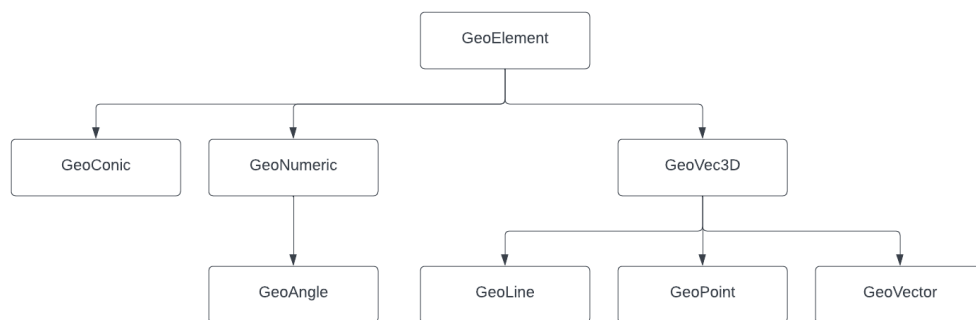 GeoElement
GeoConic
GeoNumeric
GeoVec3D
GeoAngle
GeoLine
GeoPoint
GeoVector